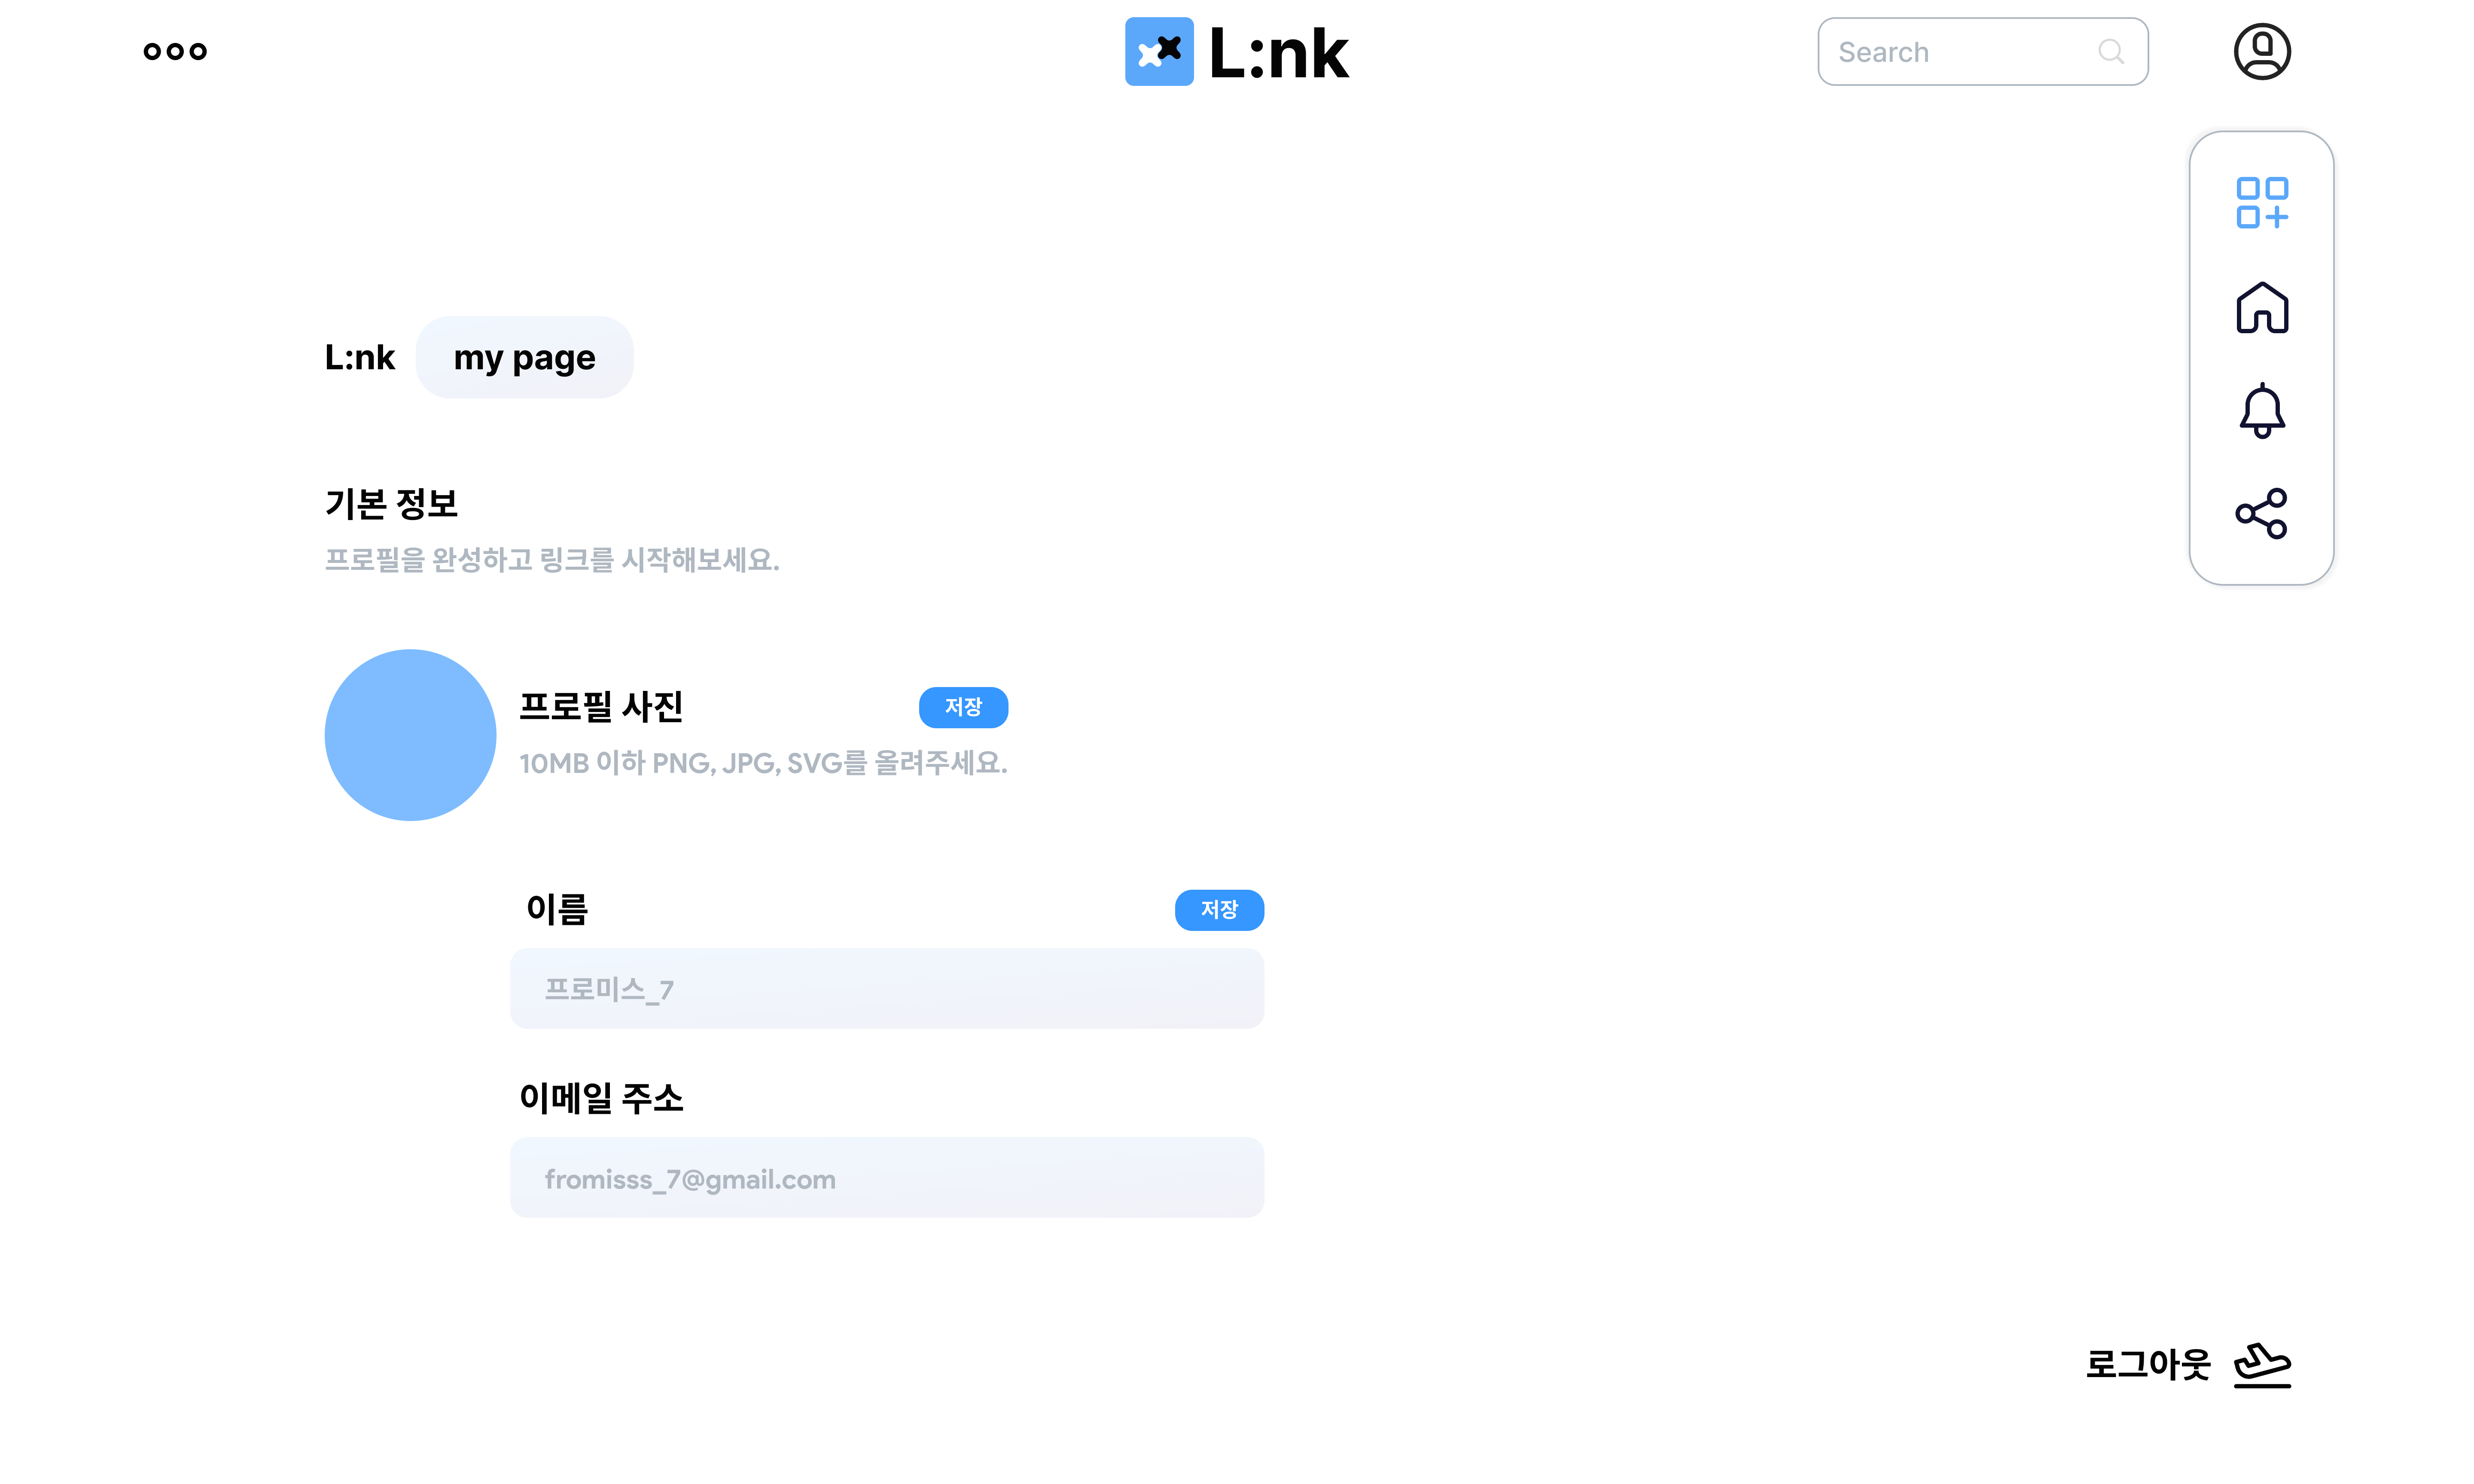 L:nk
Search
L:nk my page
기본 정보
프로필을 완성하고 링크를 시작해보세요.
프로필 사진 저장
10MB 이하 PNG, JPG, SVG를 올려주세요.
이름 저장
프로미스_7
이메일 주소
fromisss_7@gmail.com
로그아웃